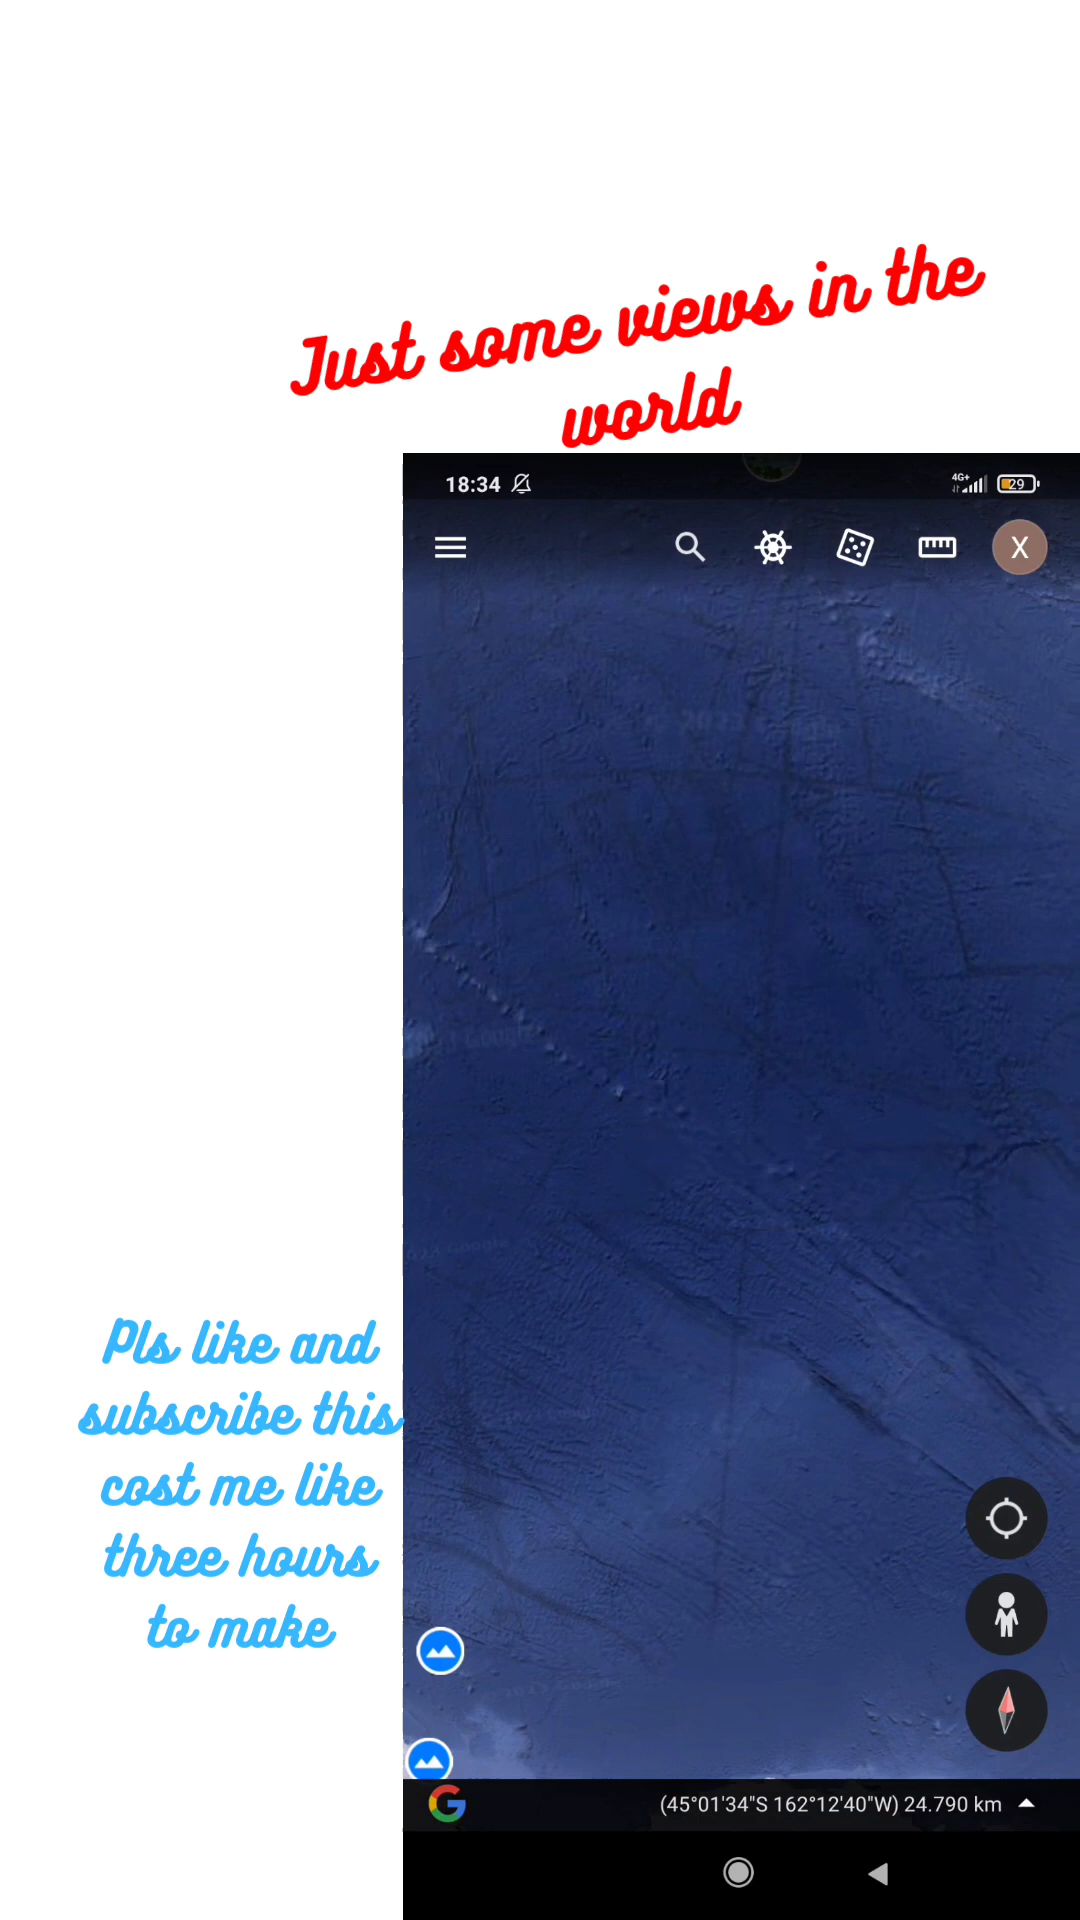 Just some views in the
world
18:34
4G+
29
X
Pls like and
subscribe this
cost me like
three hours
to make
(45°01'34"S 162°12'40"W) 24.790 km